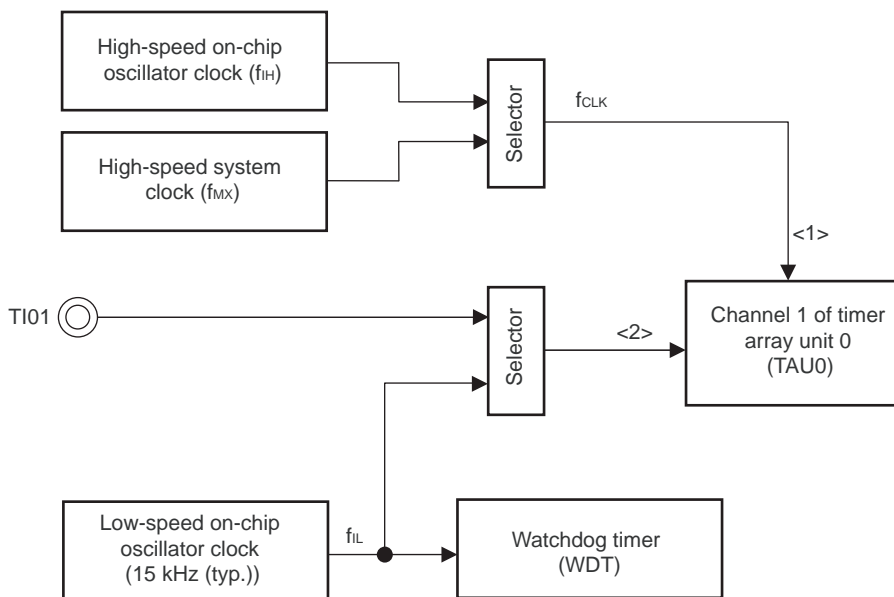 High-speed on-chip
oscillator clock (fIH)
High-speed system
clock (fMX)
Selector
fCLK
<1>
TI01
Selector
<2>
Channel 1 of timer
array unit 0
(TAU0)
Low-speed on-chip
oscillator clock
(15 kHz (typ.))
fIL
Watchdog timer
(WDT)